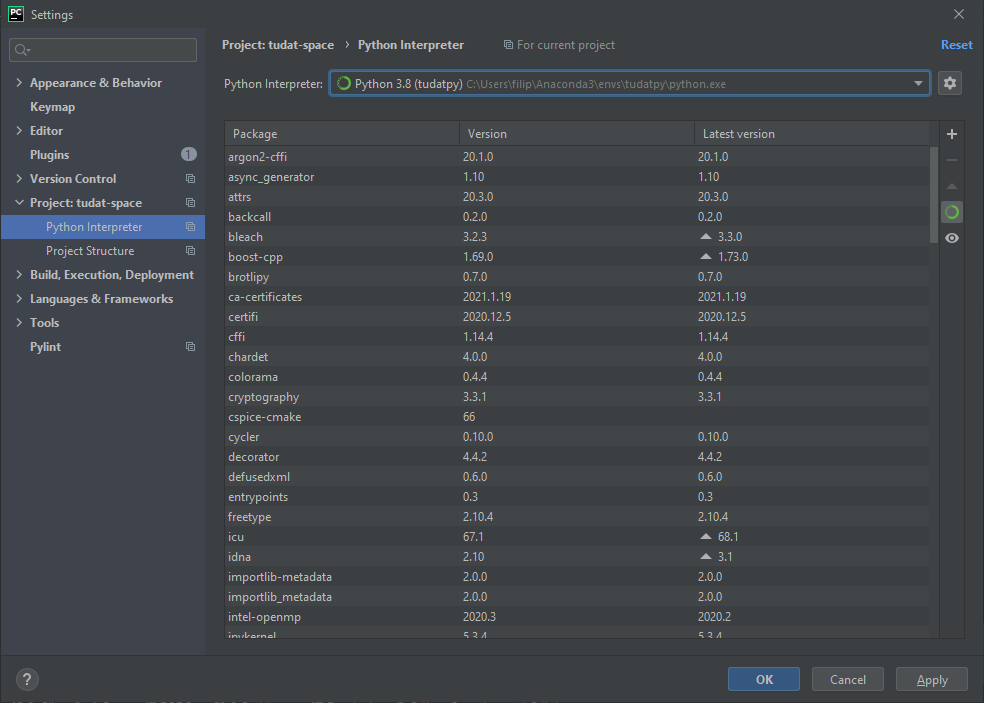 PC Settings
Project: tudat-space › Python Interpreter For current project Reset
Python Interpreter: Python 3.8 (tudatpy) C:\Users\filip\Anaconda3\envs\tudatpy\python.exe
Appearance & Behavior
Keymap
Editor
Plugins 1
Version Control
Project: tudat-space
Python Interpreter
Project Structure
Build, Execution, Deployment
Languages & Frameworks
Tools
Pylint
Package Version Latest version
argon2-cffi 20.1.0 20.1.0
async_generator 1.10 1.10
attrs 20.3.0 20.3.0
backcall 0.2.0 0.2.0
bleach 3.2.3 3.3.0
boost-cpp 1.69.0 1.73.0
brotlipy 0.7.0 0.7.0
ca-certificates 2021.1.19 2021.1.19
certifi 2020.12.5 2020.12.5
cffi 1.14.4 1.14.4
chardet 4.0.0 4.0.0
colorama 0.4.4 0.4.4
cryptography 3.3.1 3.3.1
cspice-cmake 66
cycler 0.10.0 0.10.0
decorator 4.4.2 4.4.2
defusedxml 0.6.0 0.6.0
entrypoints 0.3 0.3
freetype 2.10.4 2.10.4
icu 67.1 68.1
idna 2.10 3.1
importlib-metadata 2.0.0 2.0.0
importlib_metadata 2.0.0 2.0.0
intel-openmp 2020.3 2020.2
ipykernel 5.3.4 5.3.4
? OK Cancel Apply